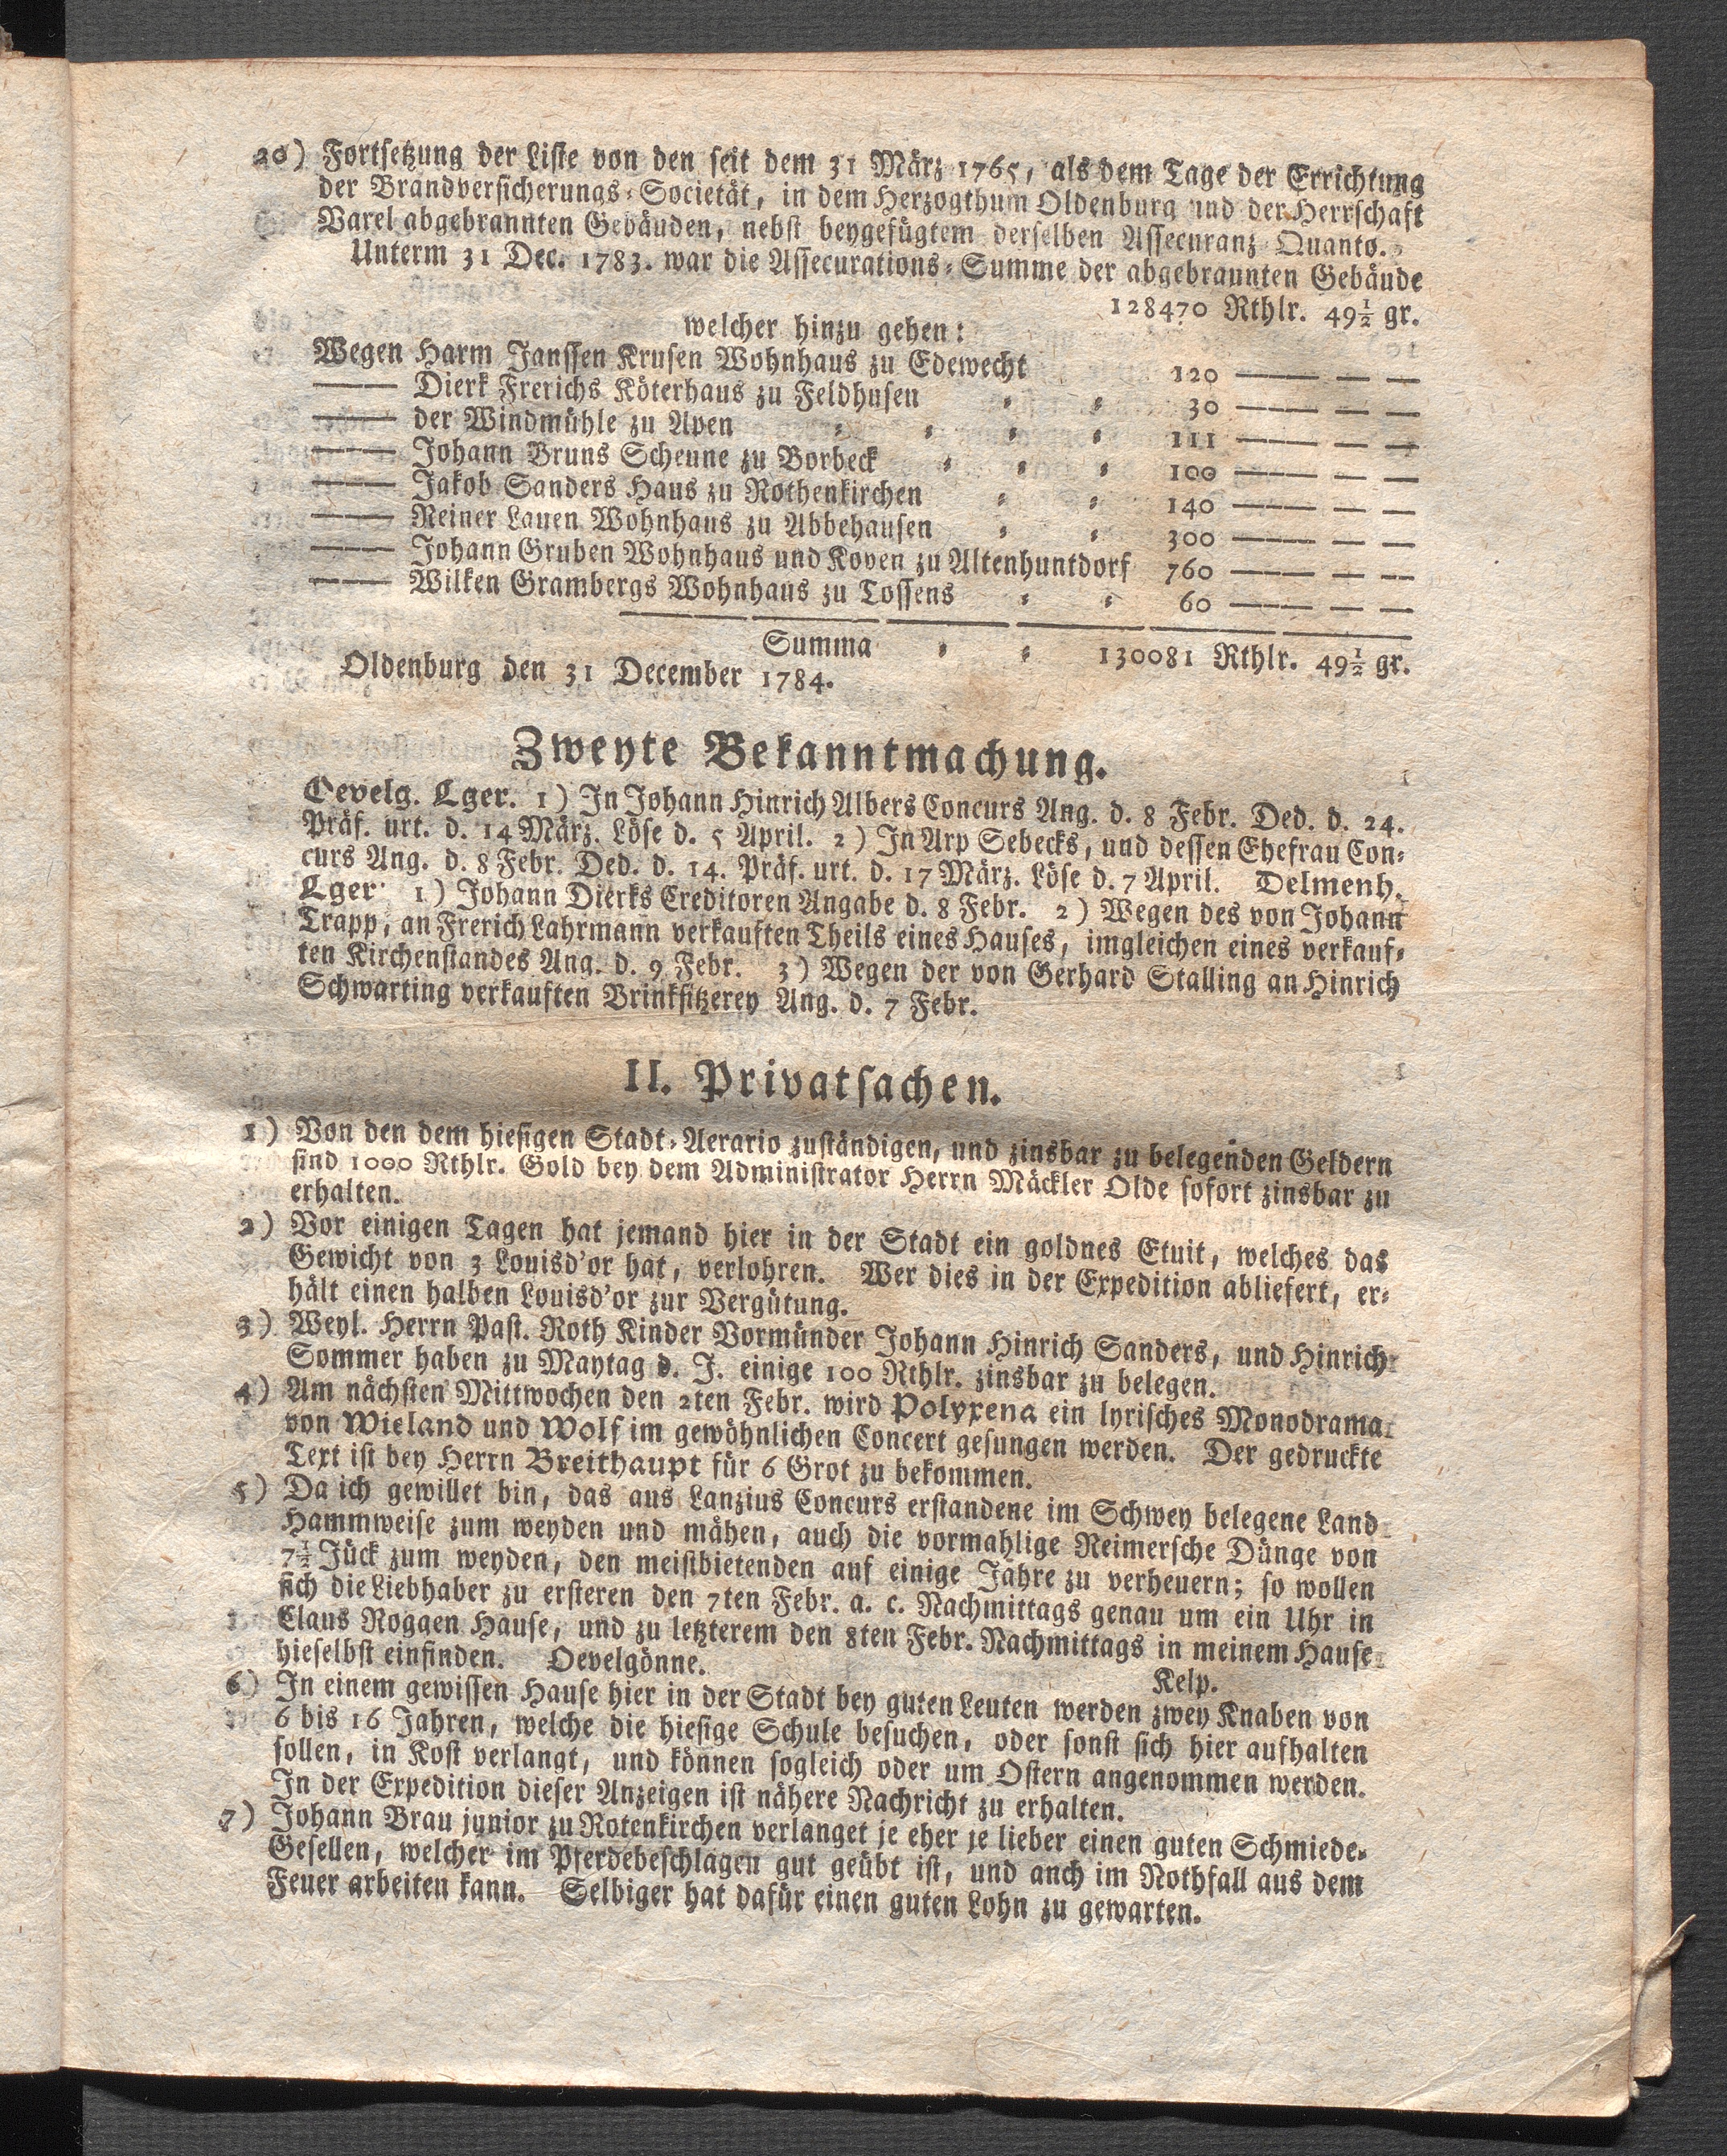 20) Fortsetzung der Liste von den seit dem 31 März 1765, als dem Tage der Errichtung
der Brandversicherungs-Societät, in dem Herzogthum Oldenburg und der Herrschaft
Varel abgebrannten Gebäuden, nebst beygefügtem derselben Assecuranz Quanto.
Unterm 31 Dec. 1783. war die Assecurations-Summe der abgebraunten Gebäude
128470 Rthlr. 49½ gr.
welcher hinzu gehen:
Wegen Harm Janssen Krusen Wohnhaus zu Edewecht 120 — — —
— Dierk Frerichs Köterhaus zu Feldhusen = = 30 — — —
— der Windmühle zu Apen = = = = 111 — — —
— Johann Bruns Scheune zu Borbeck = = = 100 — — —
— Jakob Sanders Haus zu Rothenkirchen = = 140 — — —
— Reiner Lauen Wohnhaus zu Abbehausen = = 300 — — —
— Johann Gruben Wohnhaus und Koven zu Altenhuntdorf 760 — — —
— Wilken Grambergs Wohnhaus zu Tossens = = 60 — — —
Summa = = 130081 Rthlr. 49½ gr.
Oldenburg den 31 December 1784.
Zweyte Bekanntmachung.
Oevelg. Lger. 1) In Johann Hinrich Albers Concurs Ang. d. 8 Febr. Ded. d. 24.
Präf. urt. d. 14 März. Löse d. 5 April. 2) In Arp Sebecks, und dessen Ehefrau Con=
curs Ang. d. 8 Febr. Ded. d. 14. Präf. urt. d. 17 März. Löse d. 7 April. Delmenh.
Lger 1) Johann Dierks Creditoren Angabe d. 8 Febr. 2) Wegen des von Johann
Trapp, an Frerich Lahrmann verkauften Theils eines Hauses, imgleichen eines verkauf=
ten Kirchenstandes Ang. d. 9 Febr. 3) Wegen der von Gerhard Stalling an Hinrich
Schwarting verkauften Brinksitzerey Ang. d. 7 Febr.
II. Privatsachen.
1) Von den dem hiesigen Stadt-Aerario zuständigen, und zinsbar zu belegenden Geldern
sind 1000 Rthlr. Gold bey dem Administrator Herrn Mäckler Olde sofort zinsbar zu
erhalten.
2) Vor einigen Tagen hat jemand hier in der Stadt ein goldnes Etuit, welches das
Gewicht von 3 Louisd'or hat, verlohren. Wer dies in der Expedition abliefert, er=
hält einen halben Louisd'or zur Vergütung.
3) Weyl. Herrn Past. Roth Kinder Vormünder Johann Hinrich Sanders, und Hinrich
Sommer haben zu Maytag d. J. einige 100 Rthlr. zinsbar zu belegen.
4) Am nächsten Mittwochen den 2ten Febr. wird Polyxena ein lyrisches Monodrama
von Wieland und Wolf im gewöhnlichen Concert gesungen werden. Der gedruckte
Text ist bey Herrn Breithaupt für 6 Grot zu bekommen.
5) Da ich gewillet bin, das aus Lanzius Concurs erstandene im Schwey belegene Land
Hammweise zum weyden und mähen, auch die vormahlige Reimersche Dünge von
7½ Jück zum weyden, den meistbietenden auf einige Jahre zu verheuern; so wollen
sich die Liebhaber zu ersteren den 7ten Febr. a. c. Nachmittags genau um ein Uhr in
Claus Roggen Hause, und zu letzterem den 8ten Febr. Nachmittags in meinem Hause
hieselbst einfinden. Oevelgönne. Kelp.
6) In einem gewissen Hause hier in der Stadt bey guten Leuten werden zwey Knaben von
6 bis 16 Jahren, welche die hiesige Schule besuchen, oder sonst sich hier aufhalten
sollen, in Kost verlangt, und können sogleich oder um Ostern angenommen werden.
In der Expedition dieser Anzeigen ist nähere Nachricht zu erhalten.
7) Johann Brau junior zu Rotenkirchen verlanget je eher je lieber einen guten Schmiede-
Gesellen, welcher im Pferdebeschlagen gut geübt ist, und anch im Nothfall aus dem
Feuer arbeiten kann. Selbiger hat dafür einen guten Lohn zu gewarten.